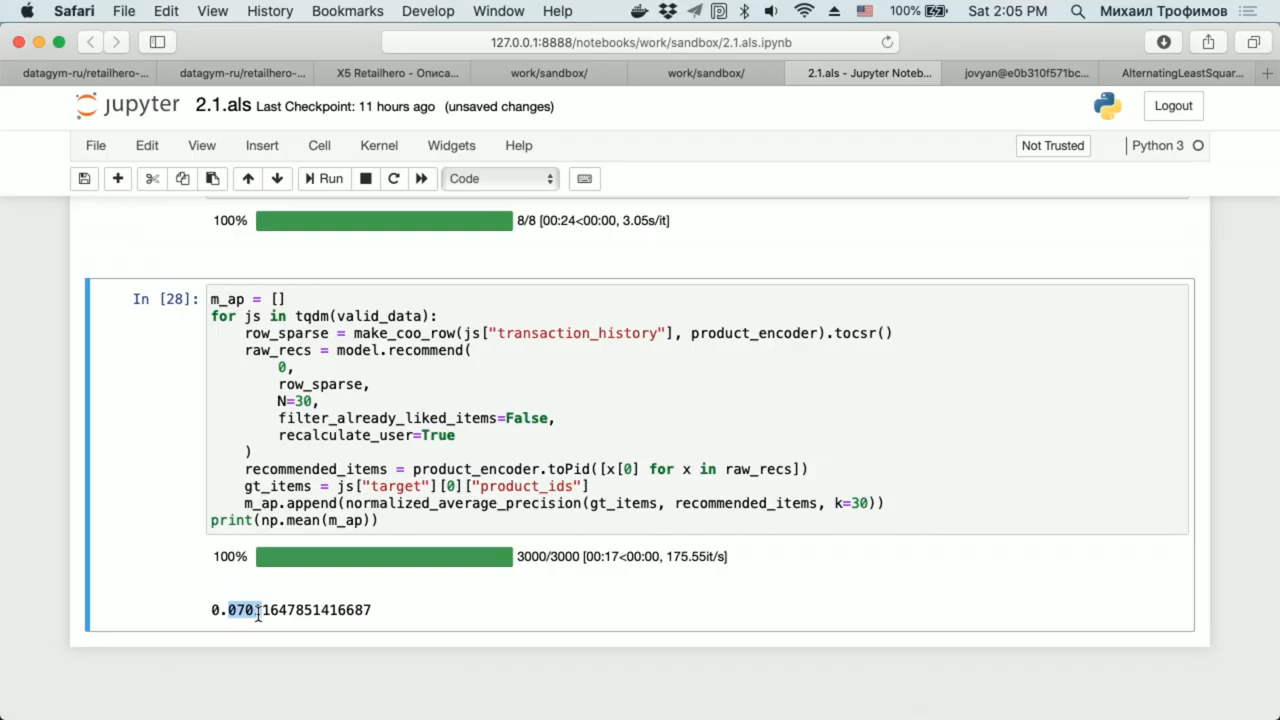 Safari File Edit View History Bookmarks Develop Window Help 100% Sat 2:05 PM Михаил Трофимов
127.0.0.1:8888/notebooks/work/sandbox/2.1.als.ipynb
datagym-ru/retailhero-... datagym-ru/retailhero-... X5 Retailhero - Описа... work/sandbox/ work/sandbox/ 2.1.als - Jupyter Noteb... jovyan@e0b310f571bc... AlternatingLeastSquar...
jupyter 2.1.als Last Checkpoint: 11 hours ago (unsaved changes) Logout
File Edit View Insert Cell Kernel Widgets Help Not Trusted Python 3
Run Code
100% 8/8 [00:24<00:00, 3.05s/it]
In [28]: m_ap = []
for js in tqdm(valid_data):
row_sparse = make_coo_row(js["transaction_history"], product_encoder).tocsr()
raw_recs = model.recommend(
0,
row_sparse,
N=30,
filter_already_liked_items=False,
recalculate_user=True
)
recommended_items = product_encoder.toPid([x[0] for x in raw_recs])
gt_items = js["target"][0]["product_ids"]
m_ap.append(normalized_average_precision(gt_items, recommended_items, k=30))
print(np.mean(m_ap))
100% 3000/3000 [00:17<00:00, 175.55it/s]